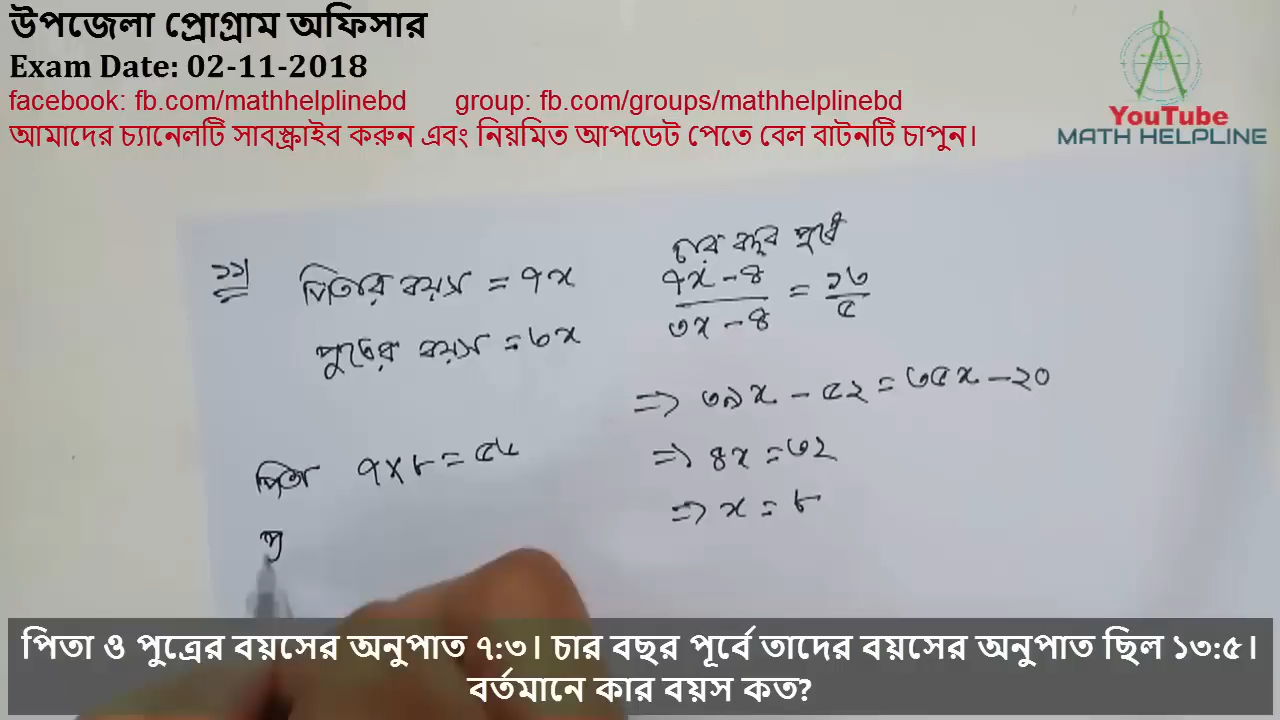 উপজেলা প্রোগ্রাম অফিসার
Exam Date: 02-11-2018
facebook: fb.com/mathhelplinebd group: fb.com/groups/mathhelplinebd
আমাদের চ্যানেলটি সাবস্ক্রাইব করুন এবং নিয়মিত আপডেট পেতে বেল বাটনটি চাপুন।
YouTube
MATH HELPLINE
১১।
পিতার বয়স = ৭x
পুত্রের বয়স = ৩x
পিতা ৭×৮ = ৫৬
পু
চার বছর পূর্বে
৭x - ৪
৩x - ৪
= ১৩
৫
=> ৩৯x - ৫২ = ৩৫x - ২০
=> ৪x = ৩২
=> x = ৮
পিতা ও পুত্রের বয়সের অনুপাত ৭:৩। চার বছর পূর্বে তাদের বয়সের অনুপাত ছিল ১৩:৫।
বর্তমানে কার বয়স কত?